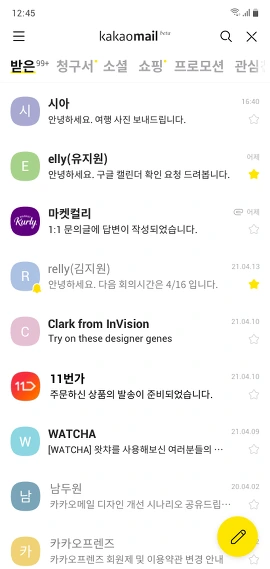 12:45
kakaomail beta
받은 99+ 청구서 소셜 쇼핑 프로모션 관심
시
시아
16:40
안녕하세요. 여행 사진 보내드립니다.
E
elly(유지원)
어제
안녕하세요. 구글 캘린더 확인 요청 드려봅니다.
Kurly
마켓컬리
어제
1:1 문의글에 답변이 작성되었습니다.
R
relly(김지원)
21.04.13
안녕하세요. 다음 회의시간은 4/16 입니다.
C
Clark from InVision
21.04.10
Try on these designer genes
11
11번가
21.04.10
주문하신 상품의 발송이 준비되었습니다.
W
WATCHA
21.04.09
[WATCHA] 왓챠를 사용해보신 여러분들의 …
남
남두원
20.04.02
카카오메일 디자인 개선 시나리오 공유드립…
카
카카오프렌즈
카카오프렌즈 회원제 및 이용약관 변경 안내